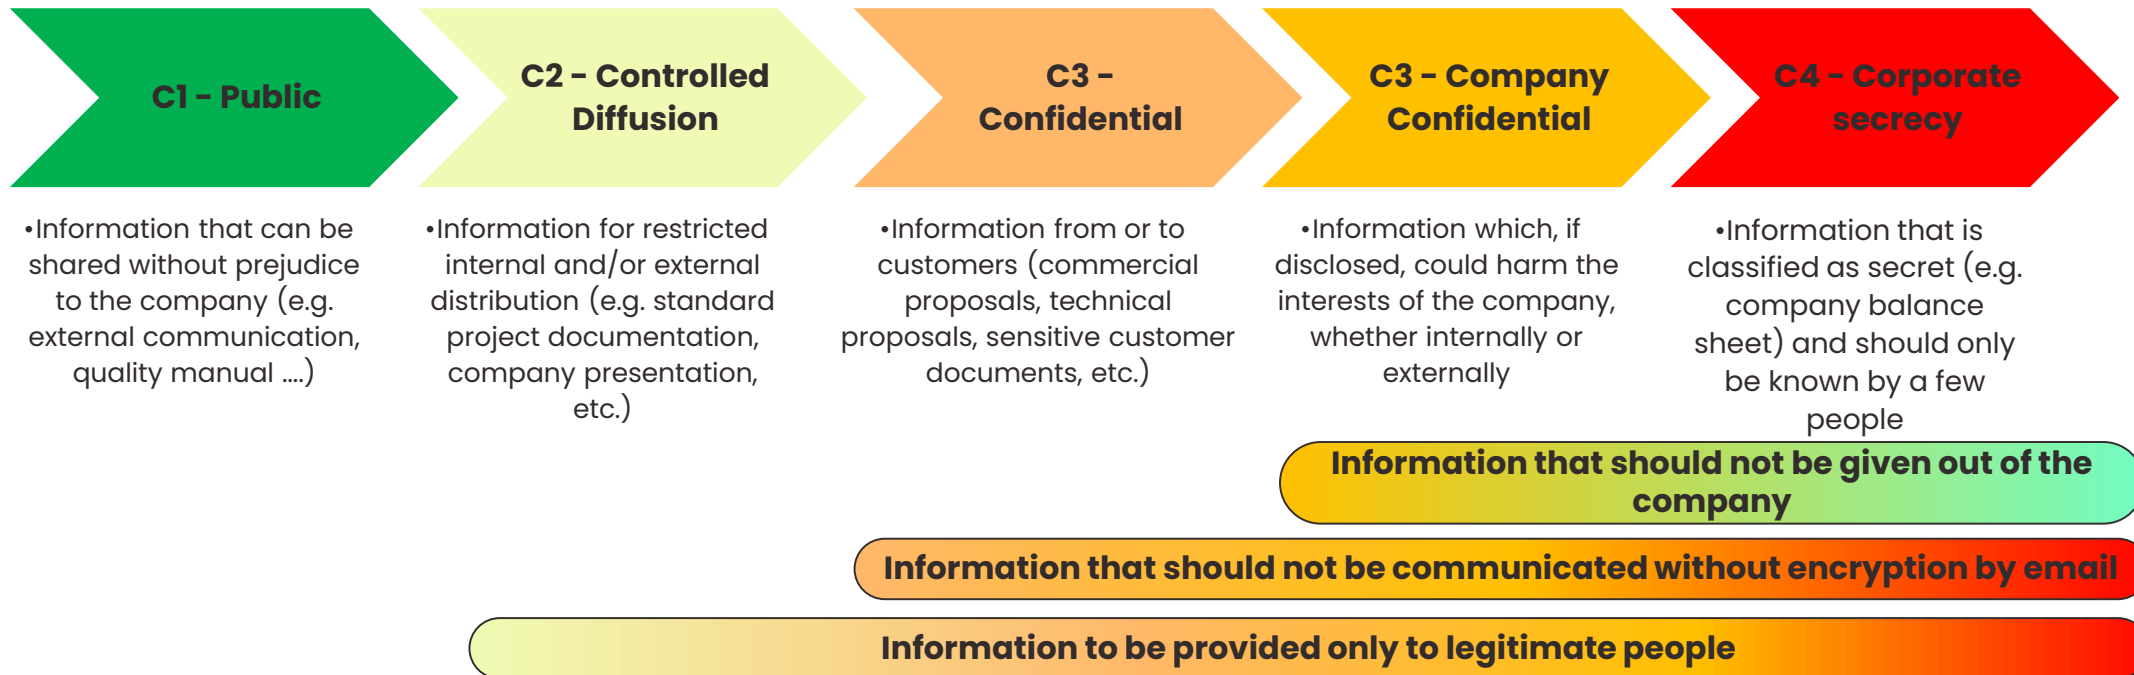 C1 - Public
C2 - Controlled
Diffusion
C3 -
Confidential
C3 - Company
Confidential
C4 - Corporate
secrecy
•Information that can be
shared without prejudice
to the company (e.g.
external communication,
quality manual ....)
•Information for restricted
internal and/or external
distribution (e.g. standard
project documentation,
company presentation,
etc.)
•Information from or to
customers (commercial
proposals, technical
proposals, sensitive customer
documents, etc.)
•Information which, if
disclosed, could harm the
interests of the company,
whether internally or
externally
•Information that is
classified as secret (e.g.
company balance
sheet) and should only
be known by a few
people
Information that should not be given out of the
company
Information that should not be communicated without encryption by email
Information to be provided only to legitimate people